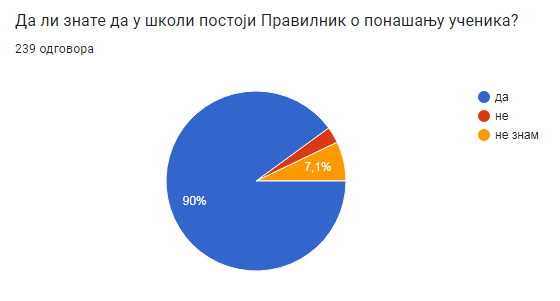 Да ли знате да у школи постоји Правилник о понашању ученика?
239 одговора
да
не
не знам
7,1%
90%